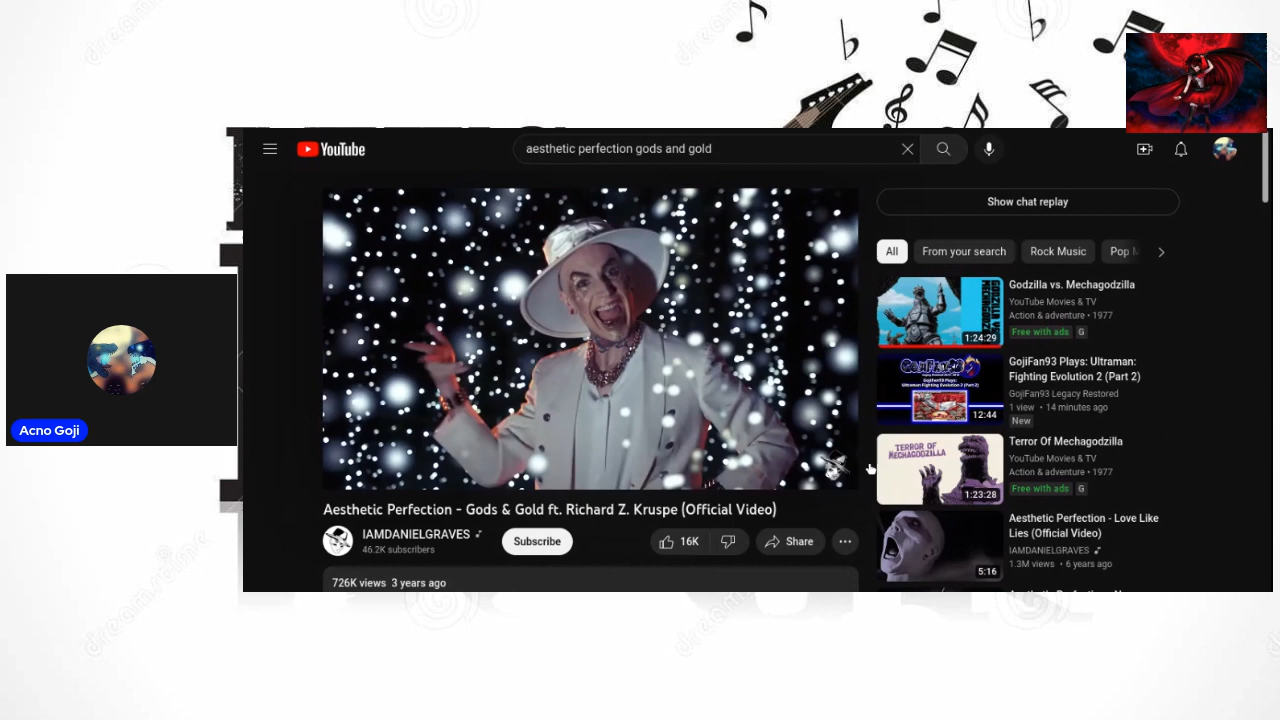 YouTube
aesthetic perfection gods and gold
Show chat replay
All
From your search
Rock Music
Pop M
Godzilla vs. Mechagodzilla
YouTube Movies & TV
Action & adventure • 1977
Free with ads
G
1:24:29
GojiFan93 Plays: Ultraman:
Fighting Evolution 2 (Part 2)
GojiFan93 Legacy Restored
1 view • 14 minutes ago
New
12:44
Acno Goji
TERROR OF
MECHAGODZILLA
Terror Of Mechagodzilla
YouTube Movies & TV
Action & adventure • 1977
Free with ads
G
1:23:28
Aesthetic Perfection - Gods & Gold ft. Richard Z. Kruspe (Official Video)
IAMDANIELGRAVES
46.2K subscribers
Subscribe
16K
Share
Aesthetic Perfection - Love Like
Lies (Official Video)
IAMDANIELGRAVES
1.3M views • 6 years ago
5:16
726K views 3 years ago
dreamstime